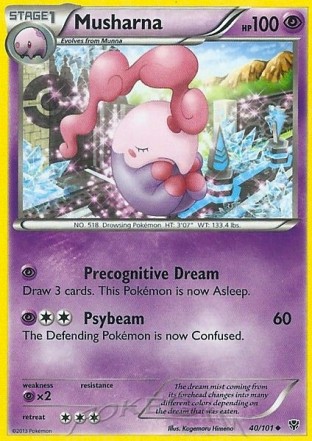 STAGE1
Musharna
HP100
Evolves from Munna
NO. 518 Drowsing Pokémon HT: 3'07" WT: 133.4 lbs.
Precognitive Dream
Draw 3 cards. This Pokémon is now Asleep.
Psybeam 60
The Defending Pokémon is now Confused.
weakness resistance
×2
retreat
The dream mist coming from
its forehead changes into many
different colors depending on
the dream that was eaten.
Illus. Kagemaru Himeno
40/101
©2013 Pokémon